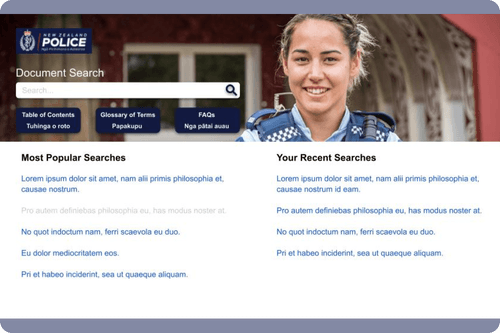 NEW ZEALAND
POLICE
Document Search
Search...
Table of Contents
Tuhinga o roto
Glossary of Terms
Papakupu
FAQs
Nga pātai auau
Most Popular Searches
Lorem ipsum dolor sit amet, nam alii primis philosophia et,
causae nostrum.
Pro autem definiebas philosophia eu, has modus noster at.
No quot indoctum nam, ferri scaevola eu duo.
Eu dolor mediocritatem eos.
Pri et habeo inciderint, sea ut quaeque aliquam.
Your Recent Searches
Lorem ipsum dolor sit amet, nam alii primis philosophia et,
causae nostrum id eam.
Pro autem definiebas philosophia eu, has modus noster at.
No quot indoctum nam, ferri scaevola eu duo.
Pri et habeo inciderint, sea ut quaeque aliquam.